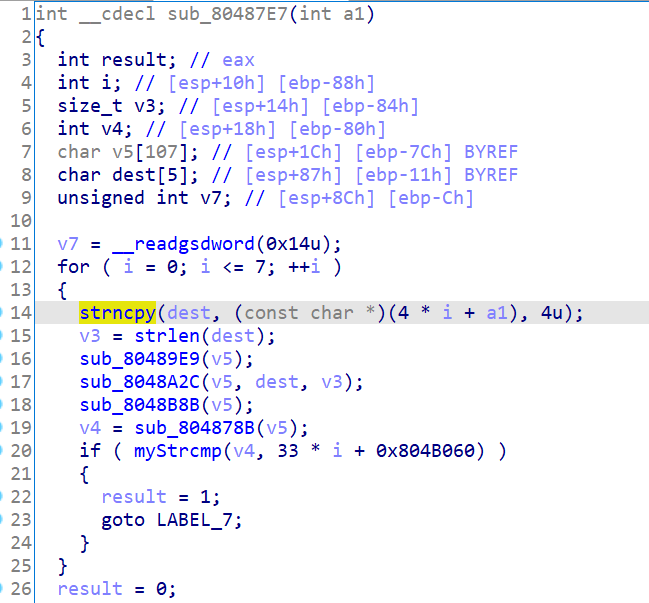 1 int __cdecl sub_80487E7(int a1)
2 {
3 int result; // eax
4 int i; // [esp+10h] [ebp-88h]
5 size_t v3; // [esp+14h] [ebp-84h]
6 int v4; // [esp+18h] [ebp-80h]
7 char v5[107]; // [esp+1Ch] [ebp-7Ch] BYREF
8 char dest[5]; // [esp+87h] [ebp-11h] BYREF
9 unsigned int v7; // [esp+8Ch] [ebp-Ch]
10
11 v7 = __readgsdword(0x14u);
12 for ( i = 0; i <= 7; ++i )
13 {
14 strncpy(dest, (const char *)(4 * i + a1), 4u);
15 v3 = strlen(dest);
16 sub_80489E9(v5);
17 sub_8048A2C(v5, dest, v3);
18 sub_8048B8B(v5);
19 v4 = sub_804878B(v5);
20 if ( myStrcmp(v4, 33 * i + 0x804B060) )
21 {
22 result = 1;
23 goto LABEL_7;
24 }
25 }
26 result = 0;